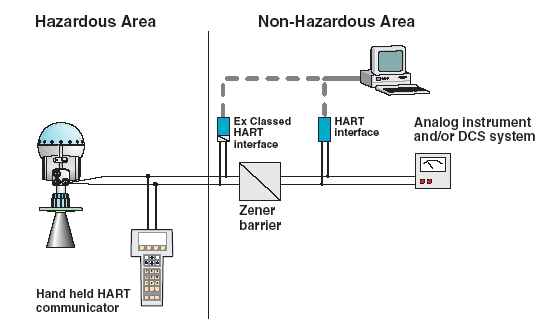 Hazardous Area
Non-Hazardous Area
Ex Classed
HART
interface
HART
interface
Analog instrument
and/or DCS system
Zener
barrier
Hand held HART
communicator